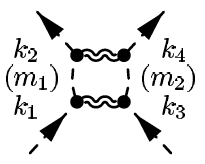 k₂ k₄
(m₁) (m₂)
k₁ k₃